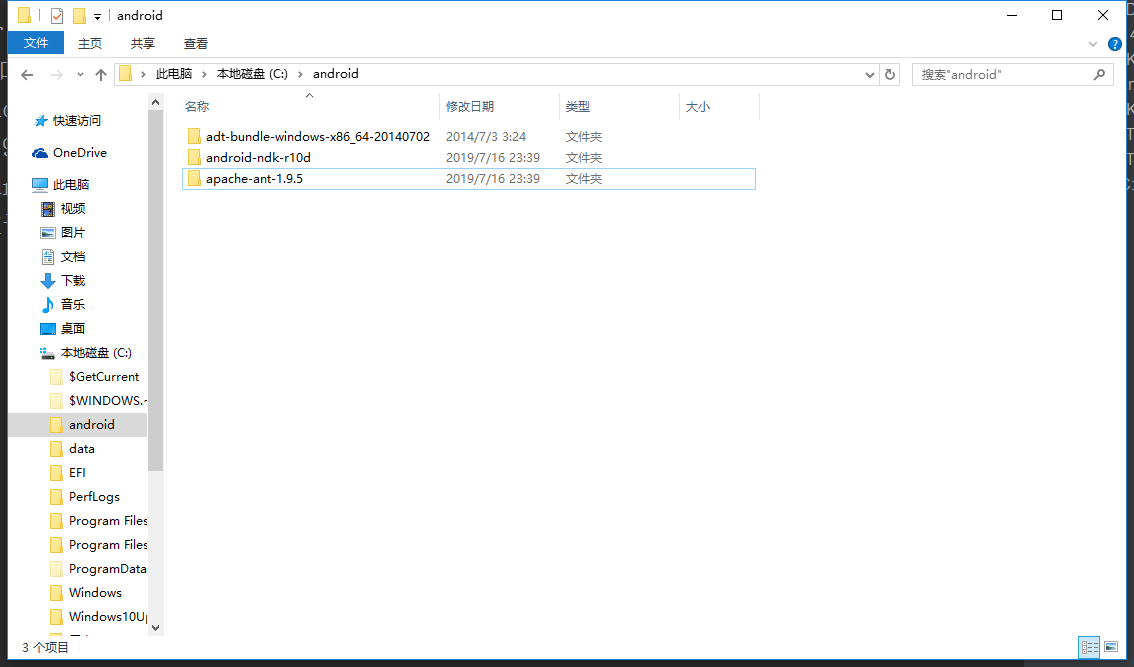 android
文件 主页 共享 查看
此电脑 本地磁盘 (C:) android 搜索"android"
名称 修改日期 类型 大小
adt-bundle-windows-x86_64-20140702 2014/7/3 3:24 文件夹
android-ndk-r10d 2019/7/16 23:39 文件夹
apache-ant-1.9.5 2019/7/16 23:39 文件夹
快速访问
OneDrive
此电脑
视频
图片
文档
下载
音乐
桌面
本地磁盘 (C:)
$GetCurrent
$WINDOWS.~
android
data
EFI
PerfLogs
Program Files
Program Files
ProgramData
Windows
Windows10Up
3 个项目